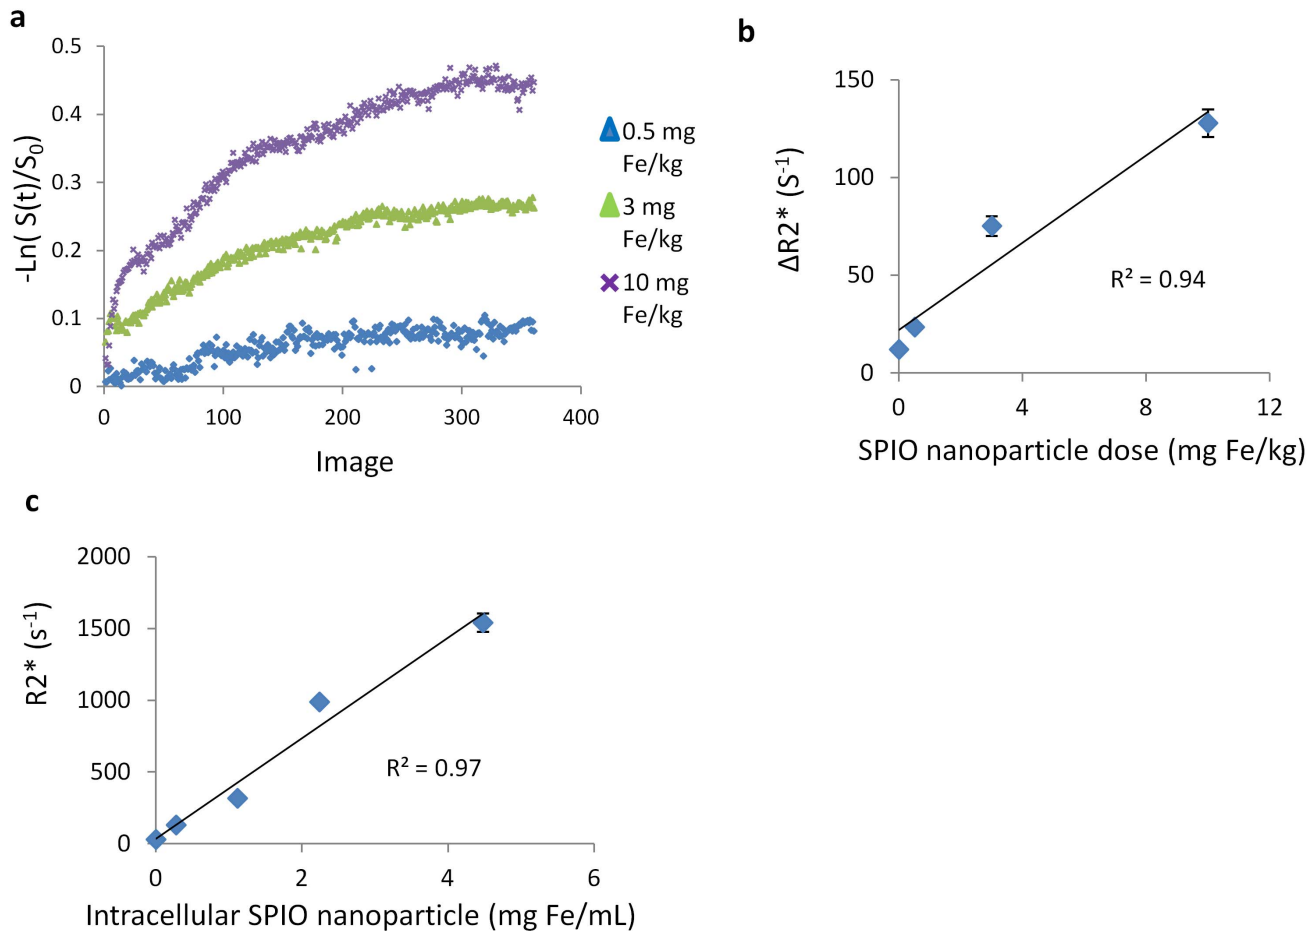 a
0.5
0.4
0.3
0.2
0.1
0
-Ln( S(t)/S₀)
0 100 200 300 400
Image
0.5 mg
Fe/kg
3 mg
Fe/kg
10 mg
Fe/kg
b
150
100
50
0
ΔR2* (S⁻¹)
R² = 0.94
0 4 8 12
SPIO nanoparticle dose (mg Fe/kg)
c
2000
1500
1000
500
0
R2* (s⁻¹)
R² = 0.97
0 2 4 6
Intracellular SPIO nanoparticle (mg Fe/mL)